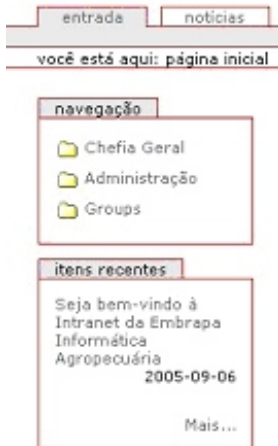 entrada notícias
você está aqui: página inicial
navegação
Chefia Geral
Administração
Groups
itens recentes
Seja bem-vindo à
Intranet da Embrapa
Informática
Agropecuária
2005-09-06
Mais...